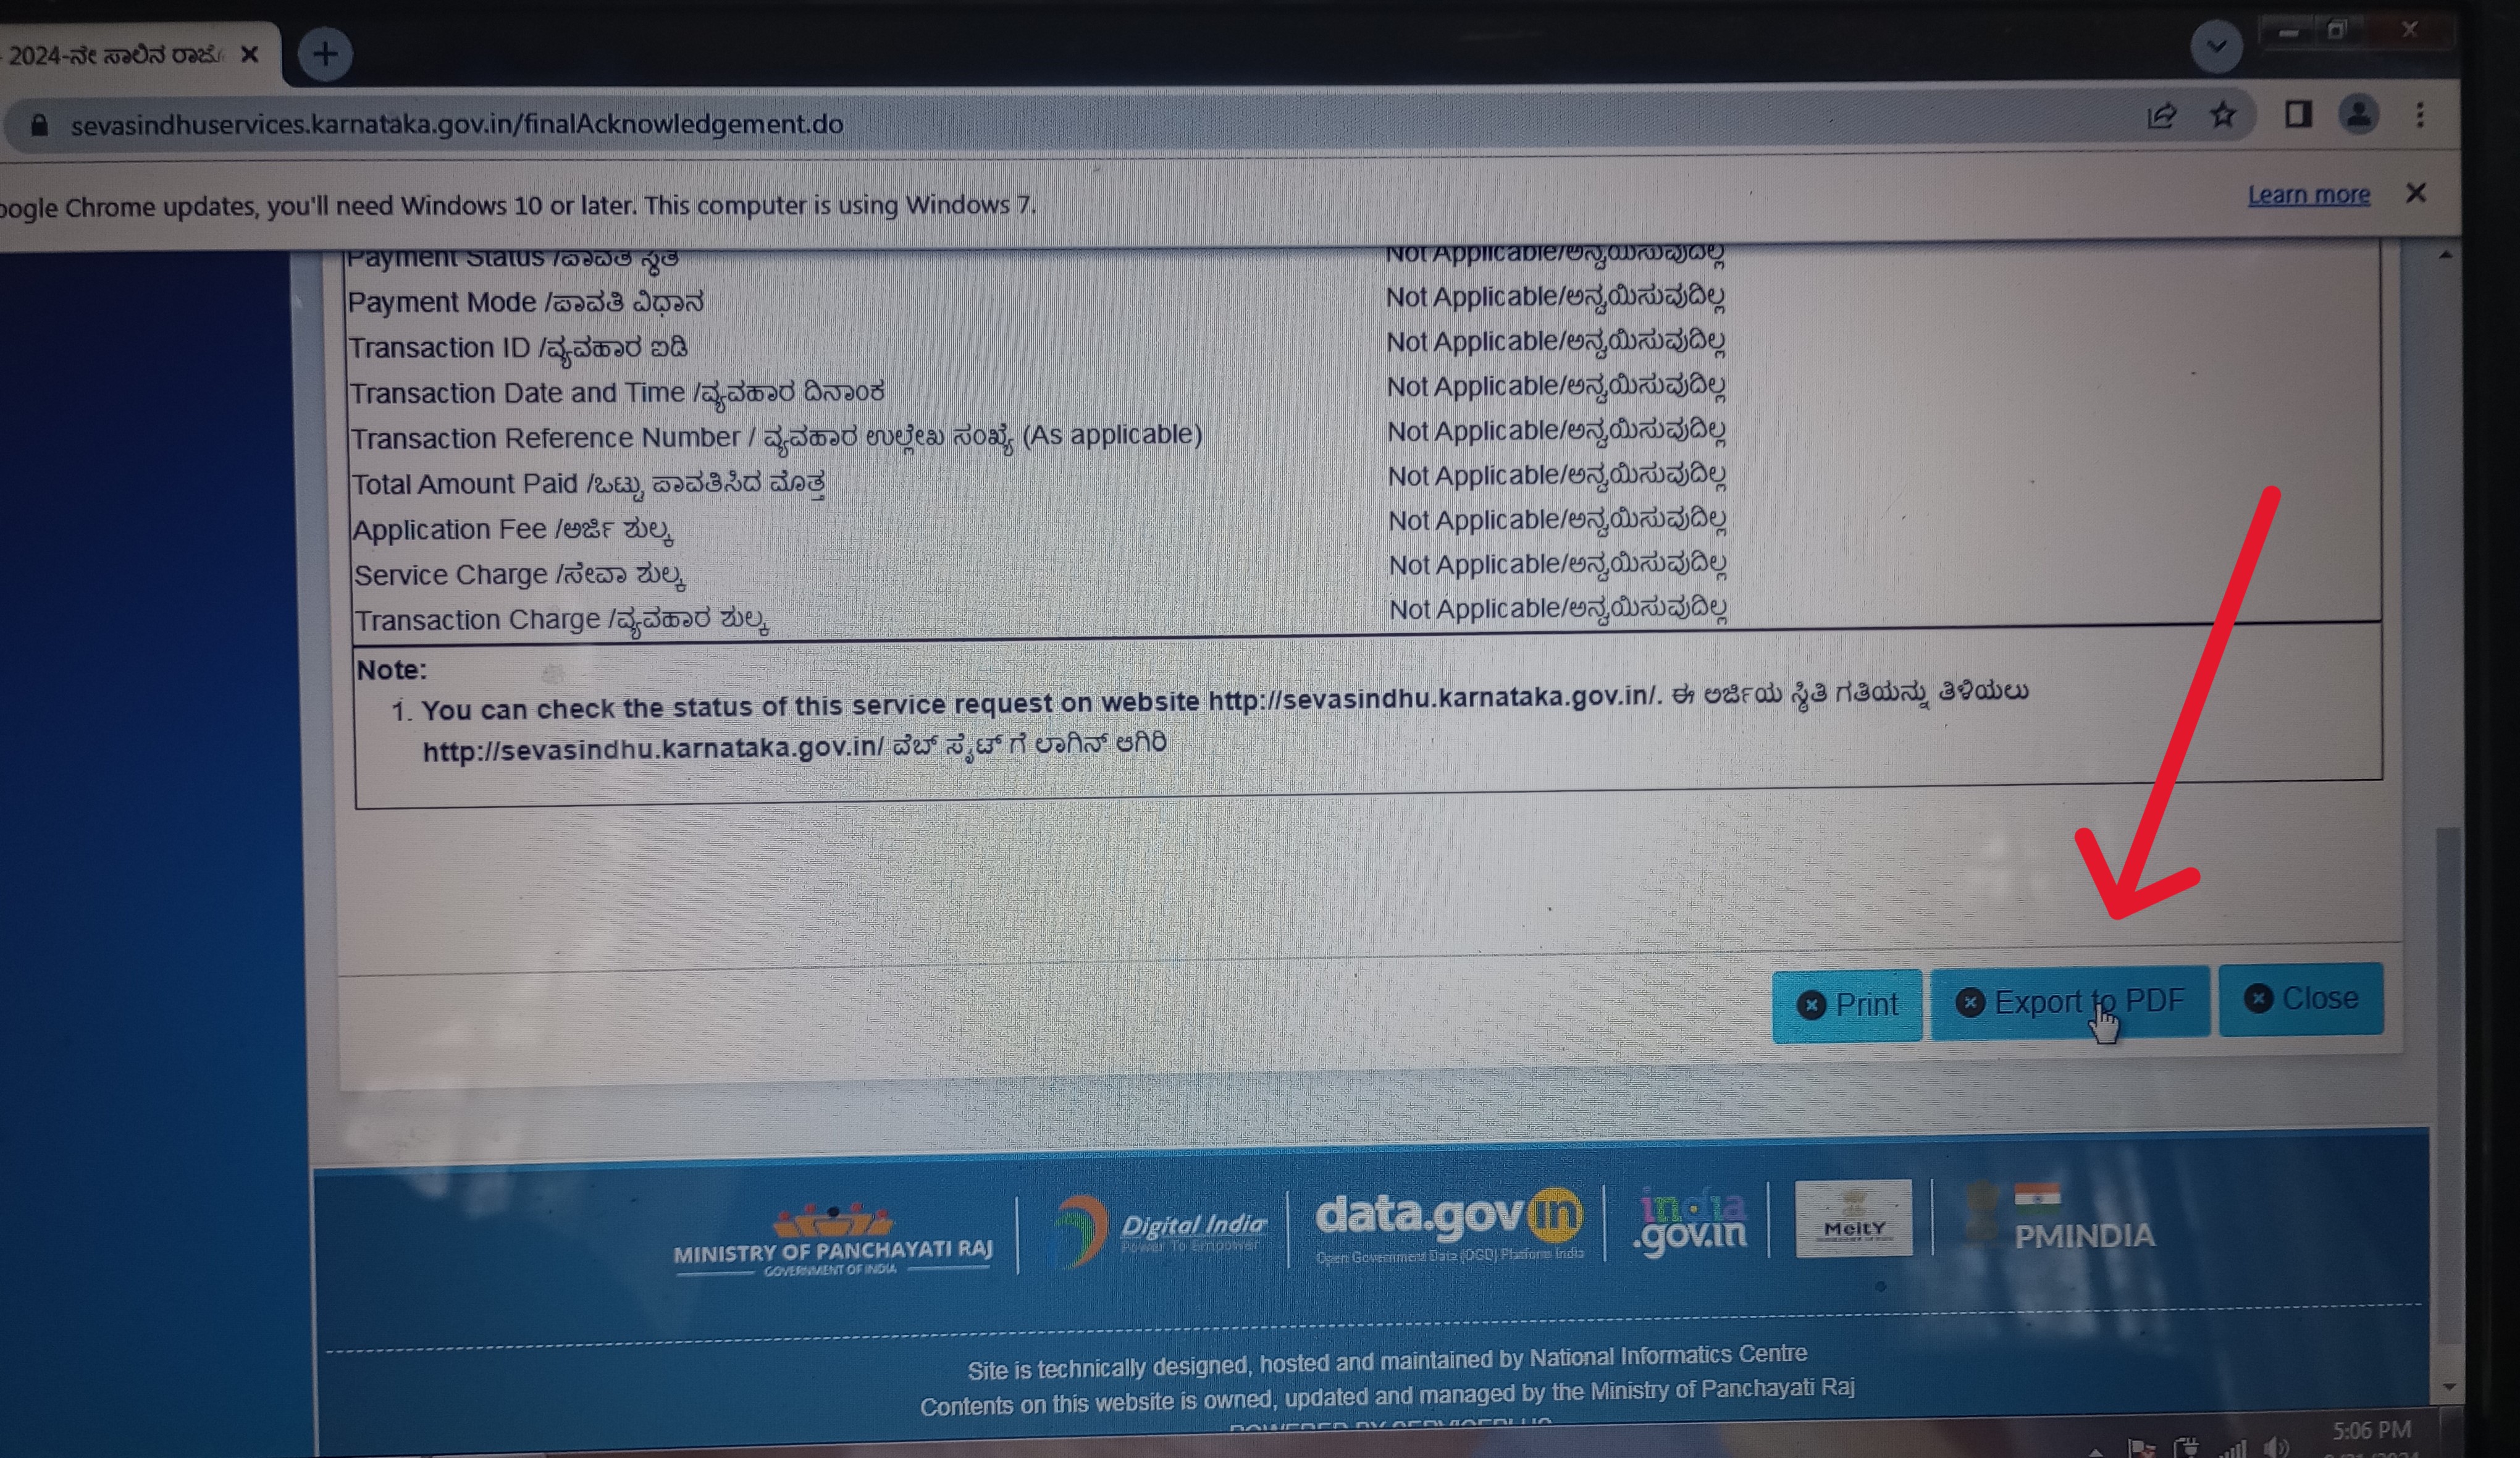 2024-ನೇ ಸಾಲಿನ
sevasindhuservices.karnataka.gov.in/finalAcknowledgement.do
Chrome updates, you'll need Windows 10 or later. This computer is using Windows 7.
Learn more
Payment Status /ಪಾವತಿ ಸ್ಥಿತಿ Not Applicable/ಅನ್ವಯಿಸುವುದಿಲ್ಲ
Payment Mode /ಪಾವತಿ ವಿಧಾನ Not Applicable/ಅನ್ವಯಿಸುವುದಿಲ್ಲ
Transaction ID /ವ್ಯವಹಾರ ಐಡಿ Not Applicable/ಅನ್ವಯಿಸುವುದಿಲ್ಲ
Transaction Date and Time /ವ್ಯವಹಾರ ದಿನಾಂಕ Not Applicable/ಅನ್ವಯಿಸುವುದಿಲ್ಲ
Transaction Reference Number / ವ್ಯವಹಾರ ಉಲ್ಲೇಖ ಸಂಖ್ಯೆ (As applicable) Not Applicable/ಅನ್ವಯಿಸುವುದಿಲ್ಲ
Total Amount Paid /ಒಟ್ಟು ಪಾವತಿಸಿದ ಮೊತ್ತ Not Applicable/ಅನ್ವಯಿಸುವುದಿಲ್ಲ
Application Fee /ಅರ್ಜಿ ಶುಲ್ಕ Not Applicable/ಅನ್ವಯಿಸುವುದಿಲ್ಲ
Service Charge /ಸೇವಾ ಶುಲ್ಕ Not Applicable/ಅನ್ವಯಿಸುವುದಿಲ್ಲ
Transaction Charge /ವ್ಯವಹಾರ ಶುಲ್ಕ Not Applicable/ಅನ್ವಯಿಸುವುದಿಲ್ಲ
Note:
1. You can check the status of this service request on website http://sevasindhu.karnataka.gov.in/. ಈ ಅರ್ಜಿಯ ಸ್ಥಿತಿ ಗತಿಯನ್ನು ತಿಳಿಯಲು
http://sevasindhu.karnataka.gov.in/ ವೆಬ್ ಸೈಟ್ ಗೆ ಲಾಗಿನ್ ಆಗಿರಿ
Print Export to PDF Close
MINISTRY OF PANCHAYATI RAJ
GOVERNMENT OF INDIA
Digital India
Power To Empower
data.gov in
Open Government Data (OGD) Platform India
india
.gov.in
MeitY
PMINDIA
Site is technically designed, hosted and maintained by National Informatics Centre
Contents on this website is owned, updated and managed by the Ministry of Panchayati Raj
POWERED BY SERVICEPLUS
5:06 PM